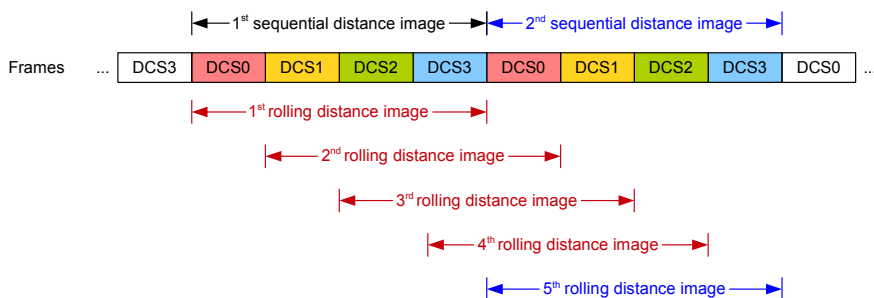 1st sequential distance image 2nd sequential distance image
Frames ... DCS3 DCS0 DCS1 DCS2 DCS3 DCS0 DCS1 DCS2 DCS3 DCS0 ...
1st rolling distance image
2nd rolling distance image
3rd rolling distance image
4th rolling distance image
5th rolling distance image